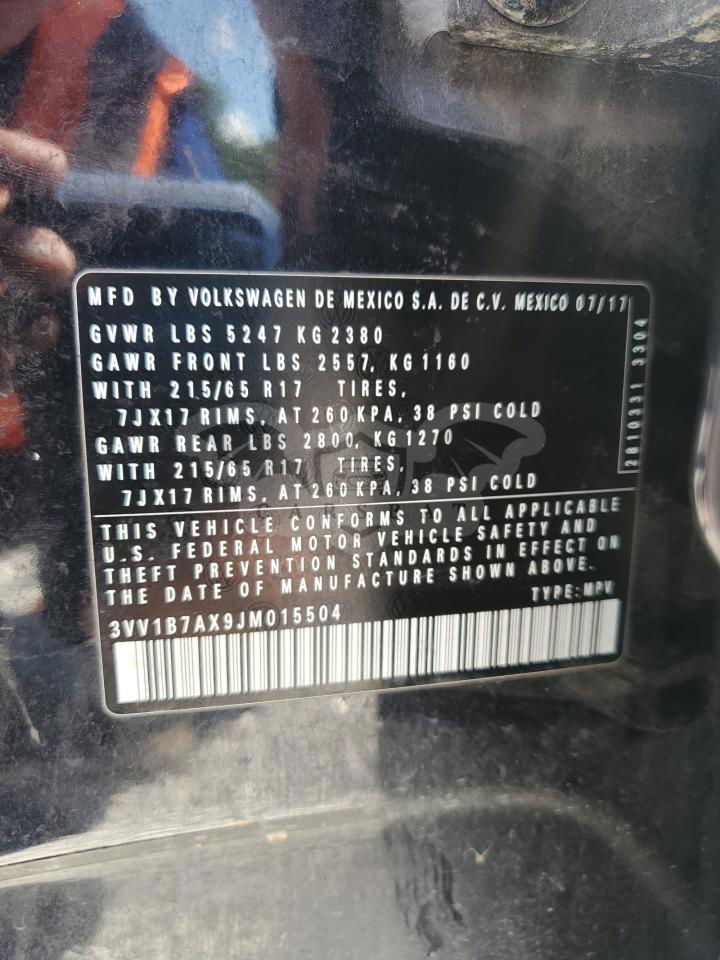 MFD BY VOLKSWAGEN DE MEXICO S.A. DE C.V. MEXICO 07/17
GVWR LBS 5247 KG 2380
GAWR FRONT LBS 2557, KG 1160
WITH 215/65 R17 TIRES,
7JX17 RIMS, AT 260 KPA, 38 PSI COLD
GAWR REAR LBS 2800, KG 1270
WITH 215/65 R17 TIRES,
7JX17 RIMS, AT 260 KPA, 38 PSI COLD
2810331 3304
THIS VEHICLE CONFORMS TO ALL APPLICABLE
U.S. FEDERAL MOTOR VEHICLE SAFETY AND
THEFT PREVENTION STANDARDS IN EFFECT ON
THE DATE OF MANUFACTURE SHOWN ABOVE.
TYPE: MPV
3VV1B7AX9JM015504